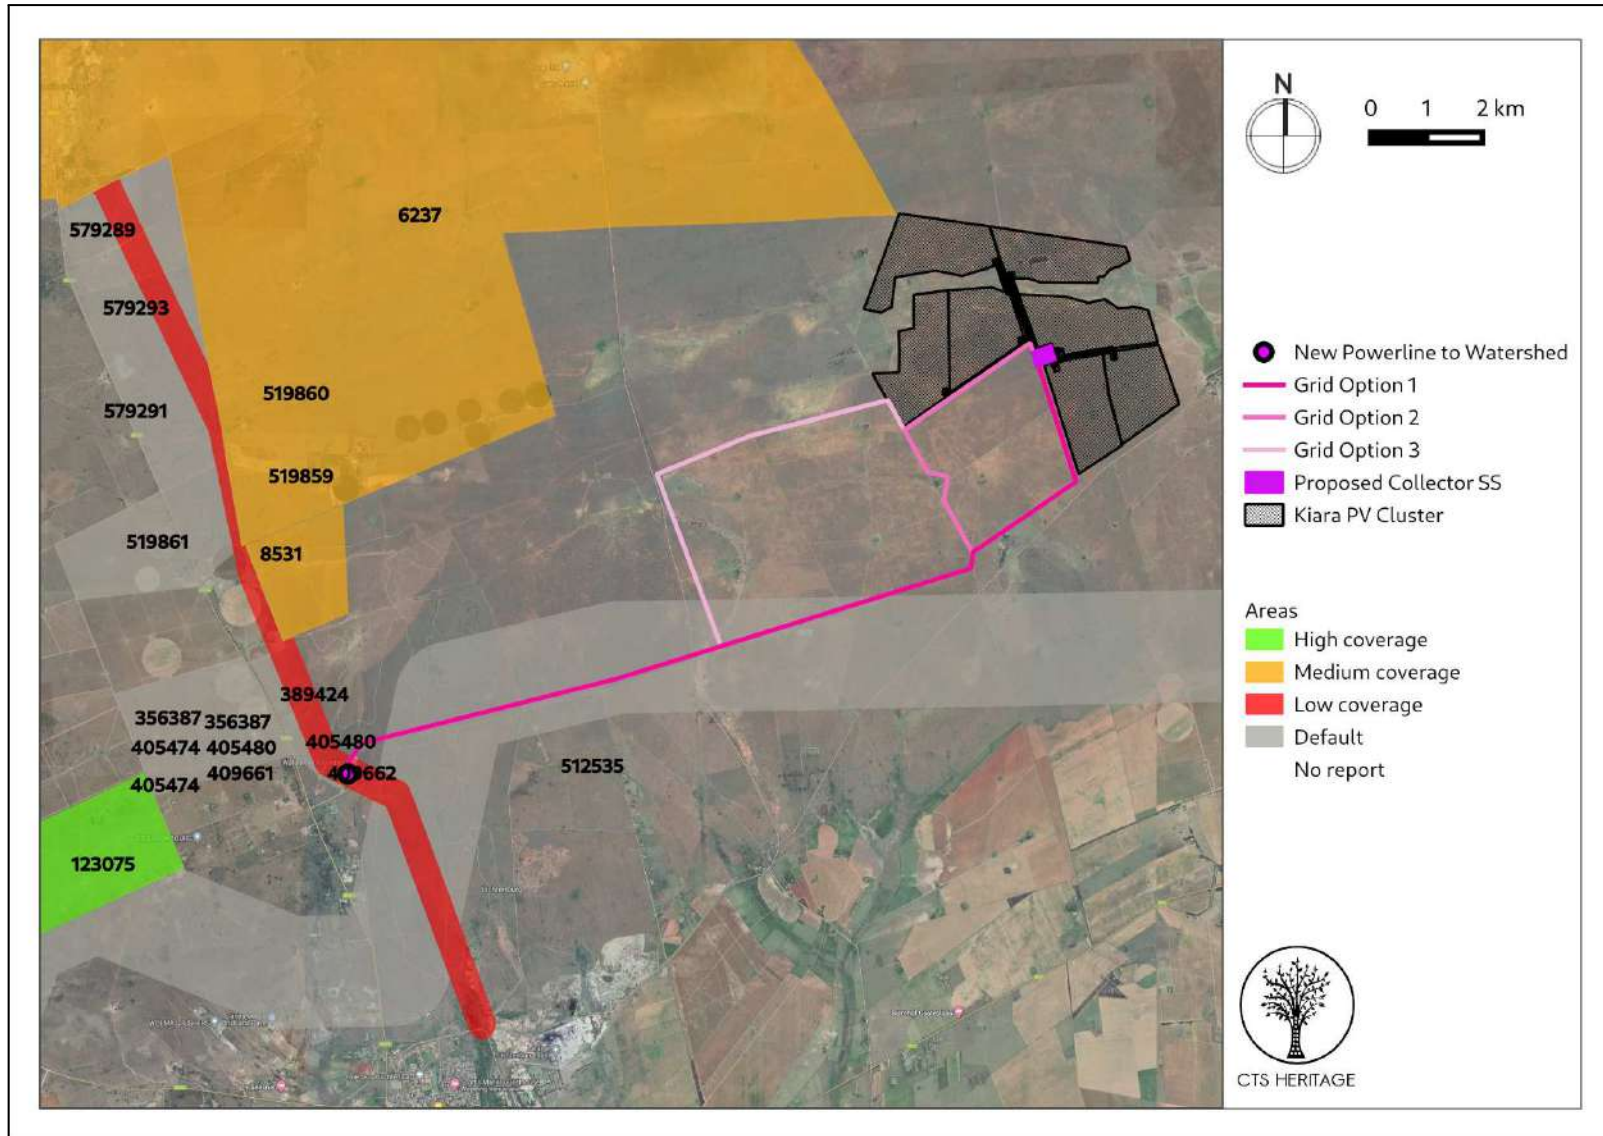 6237
579289
579293
519860
579291
519859
519861
8531
389424
356387 356387
405474 405480 405480
405474 409661
512535
123075
N
0 1 2 km
New Powerline to Watershed
Grid Option 1
Grid Option 2
Grid Option 3
Proposed Collector SS
Kiara PV Cluster
Areas
High coverage
Medium coverage
Low coverage
Default
No report
CTS HERITAGE